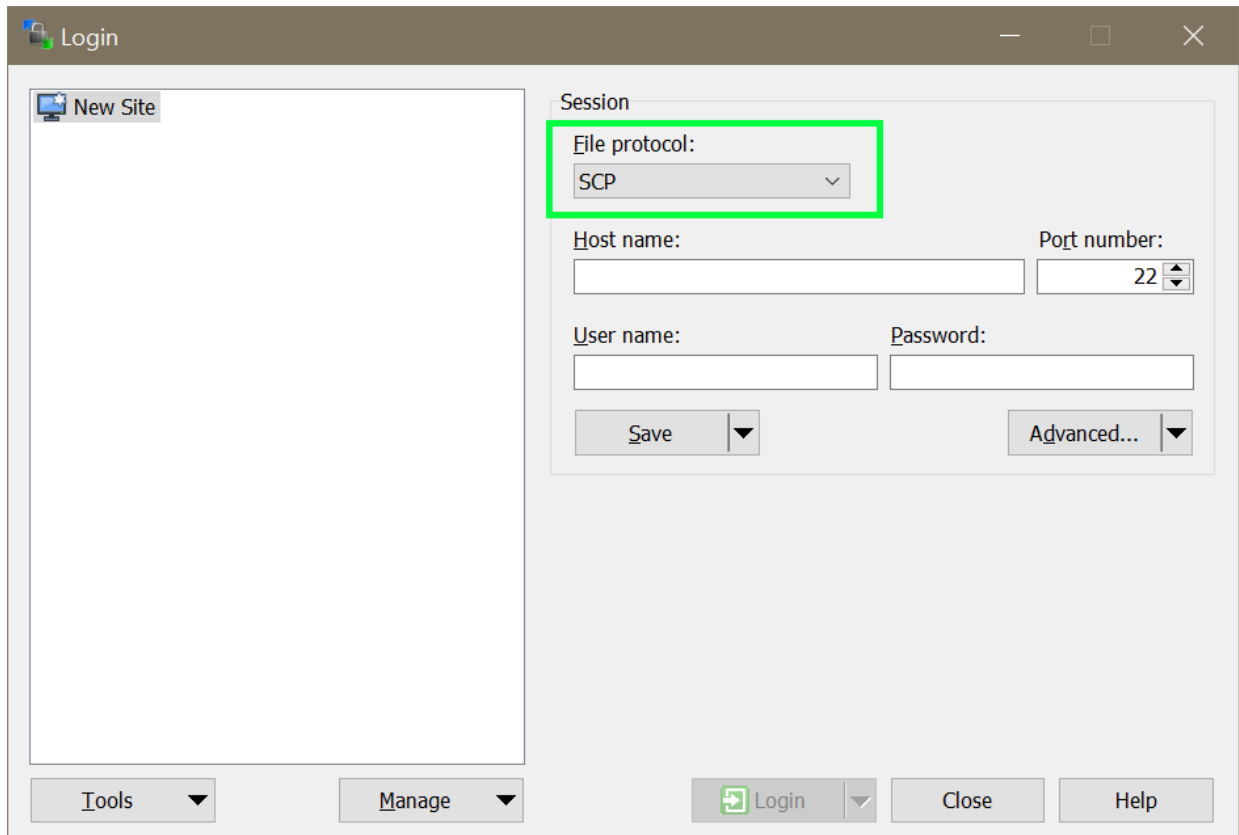 Login
New Site
Session
File protocol:
SCP
Host name:
Port number:
22
User name:
Password:
Save
Advanced...
Tools
Manage
Login
Close
Help